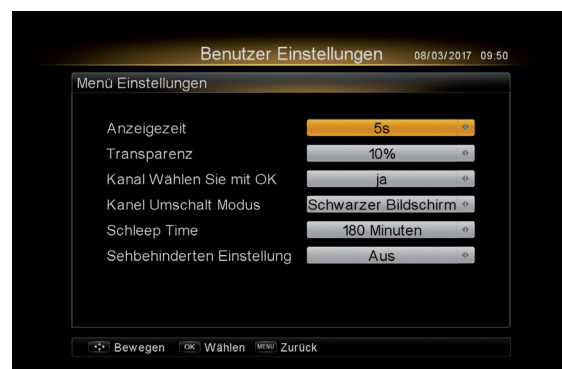 Benutzer Einstellungen 08/03/2017 09:50
Menü Einstellungen
Anzeigezeit 5s
Transparenz 10%
Kanal Wählen Sie mit OK ja
Kanel Umschalt Modus Schwarzer Bildschirm
Schleep Time 180 Minuten
Sehbehinderten Einstellung Aus
Bewegen OK Wählen MENU Zurück